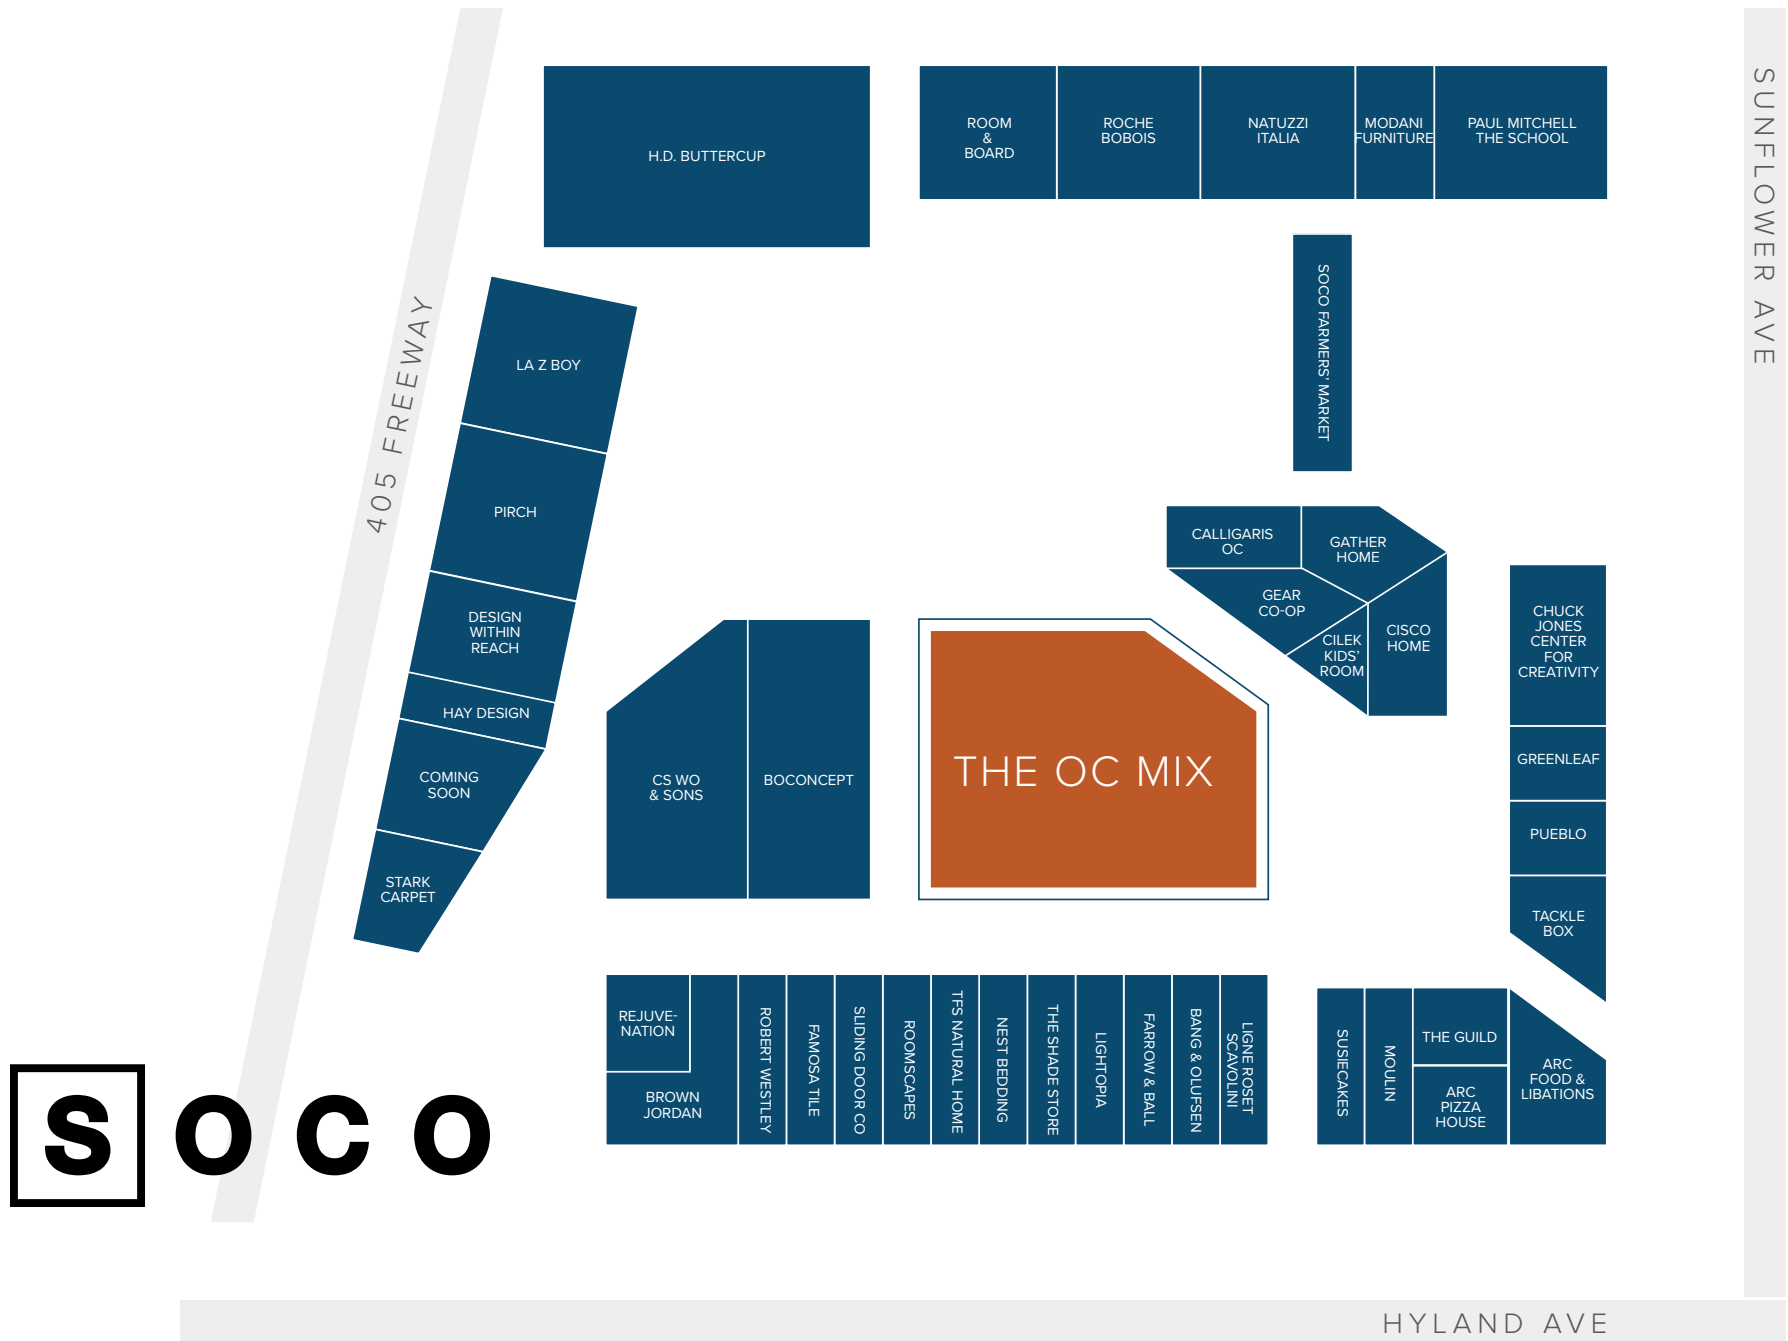 H.D. BUTTERCUP
ROOM
&
BOARD
ROCHE
BOBOIS
NATUZZI
ITALIA
MODANI
FURNITURE
PAUL MITCHELL
THE SCHOOL
SUNFLOWER AVE
SOCO FARMERS' MARKET
405 FREEWAY
LA Z BOY
PIRCH
DESIGN
WITHIN
REACH
HAY DESIGN
COMING
SOON
STARK
CARPET
CS WO
& SONS
BOCONCEPT
THE OC MIX
CALLIGARIS
OC
GATHER
HOME
GEAR
CO-OP
CILEK
KIDS'
ROOM
CISCO
HOME
CHUCK
JONES
CENTER
FOR
CREATIVITY
GREENLEAF
PUEBLO
TACKLE
BOX
REJUVE-
NATION
BROWN
JORDAN
ROBERT WESTLEY
FAMOSA TILE
SLIDING DOOR CO
ROOMSCAPES
TFS NATURAL HOME
NEST BEDDING
THE SHADE STORE
LIGHTOPIA
FARROW & BALL
BANG & OLUFSEN
LIGNE ROSET
SCAVOLINI
SUSIECAKES
MOULIN
THE GUILD
ARC
PIZZA
HOUSE
ARC
FOOD &
LIBATIONS
SOCO
HYLAND AVE